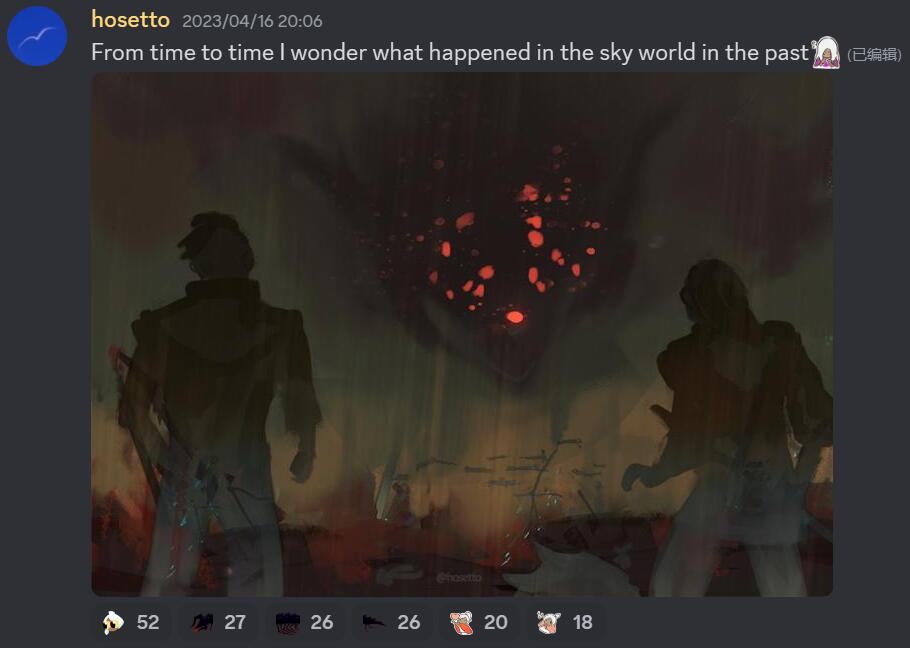 hosetto 2023/04/16 20:06
From time to time I wonder what happened in the sky world in the past (已编辑)
@hosetto
52 27 26 26 20 18